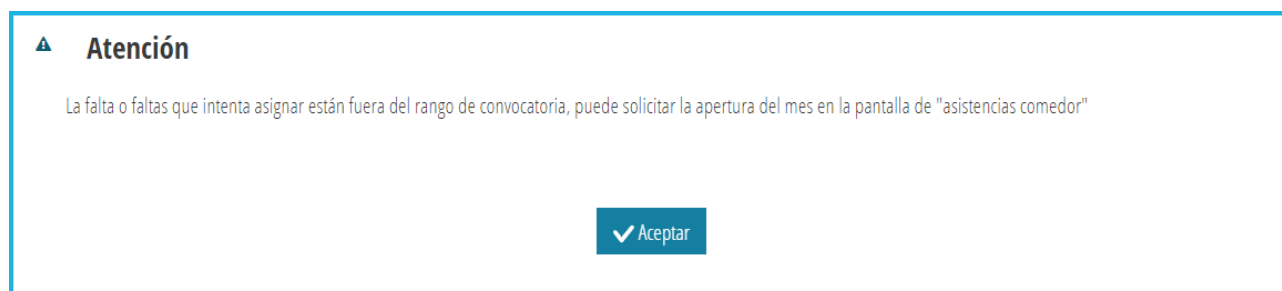 Atención
La falta o faltas que intenta asignar están fuera del rango de convocatoria, puede solicitar la apertura del mes en la pantalla de "asistencias comedor"
Aceptar